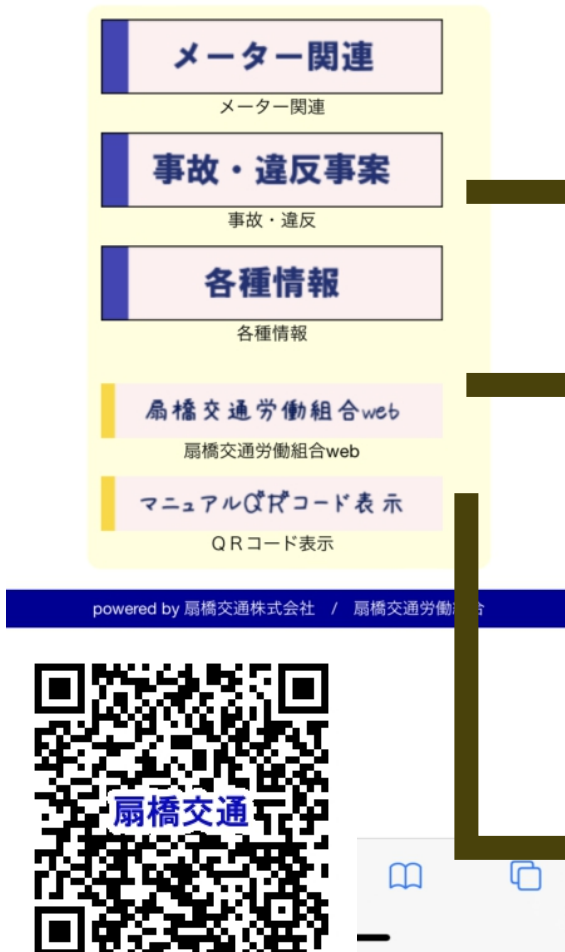 メーター関連
メーター関連
事故・違反事案
事故・違反
各種情報
各種情報
扇橋交通労働組合web
扇橋交通労働組合web
マニュアルQRコード表示
QRコード表示
powered by 扇橋交通株式会社 / 扇橋交通労働組合
扇橋交通